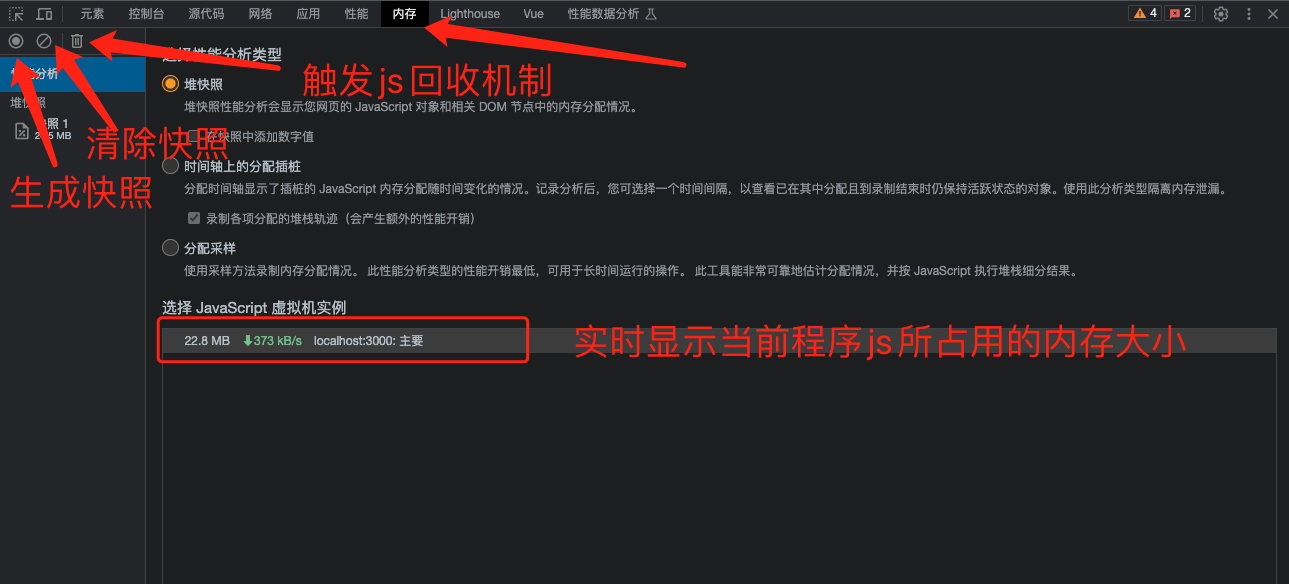 元素 控制台 源代码 网络 应用 性能 内存 Lighthouse Vue 性能数据分析 4 2
性能分析类型
分析
触发js回收机制
堆快照
堆快照性能分析会显示您网页的 JavaScript 对象和相关 DOM 节点中的内存分配情况。
堆快照
照 1
MB
清除快照
在快照中添加数字值
生成快照
时间轴上的分配插桩
分配时间轴显示了插桩的 JavaScript 内存分配随时间变化的情况。记录分析后，您可选择一个时间间隔，以查看已在其中分配且到录制结束时仍保持活跃状态的对象。使用此分析类型隔离内存泄漏。
录制各项分配的堆栈轨迹（会产生额外的性能开销）
分配采样
使用采样方法录制内存分配情况。 此性能分析类型的性能开销最低，可用于长时间运行的操作。 此工具能非常可靠地估计分配情况，并按 JavaScript 执行堆栈细分结果。
选择 JavaScript 虚拟机实例
22.8 MB 373 kB/s localhost:3000: 主要
实时显示当前程序js所占用的内存大小